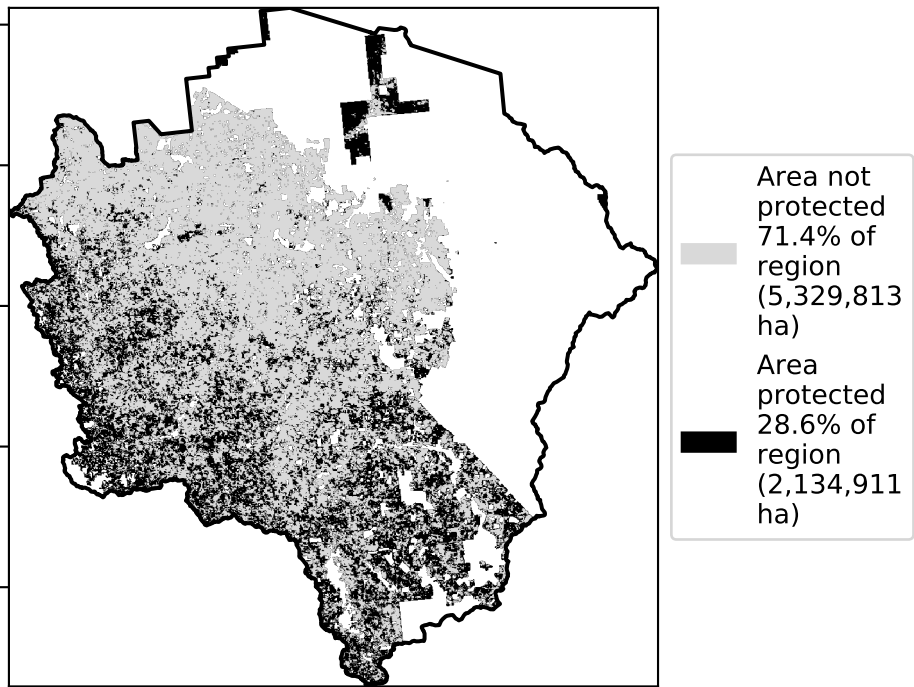 Area not
protected
71.4% of
region
(5,329,813
ha)
Area
protected
28.6% of
region
(2,134,911
ha)